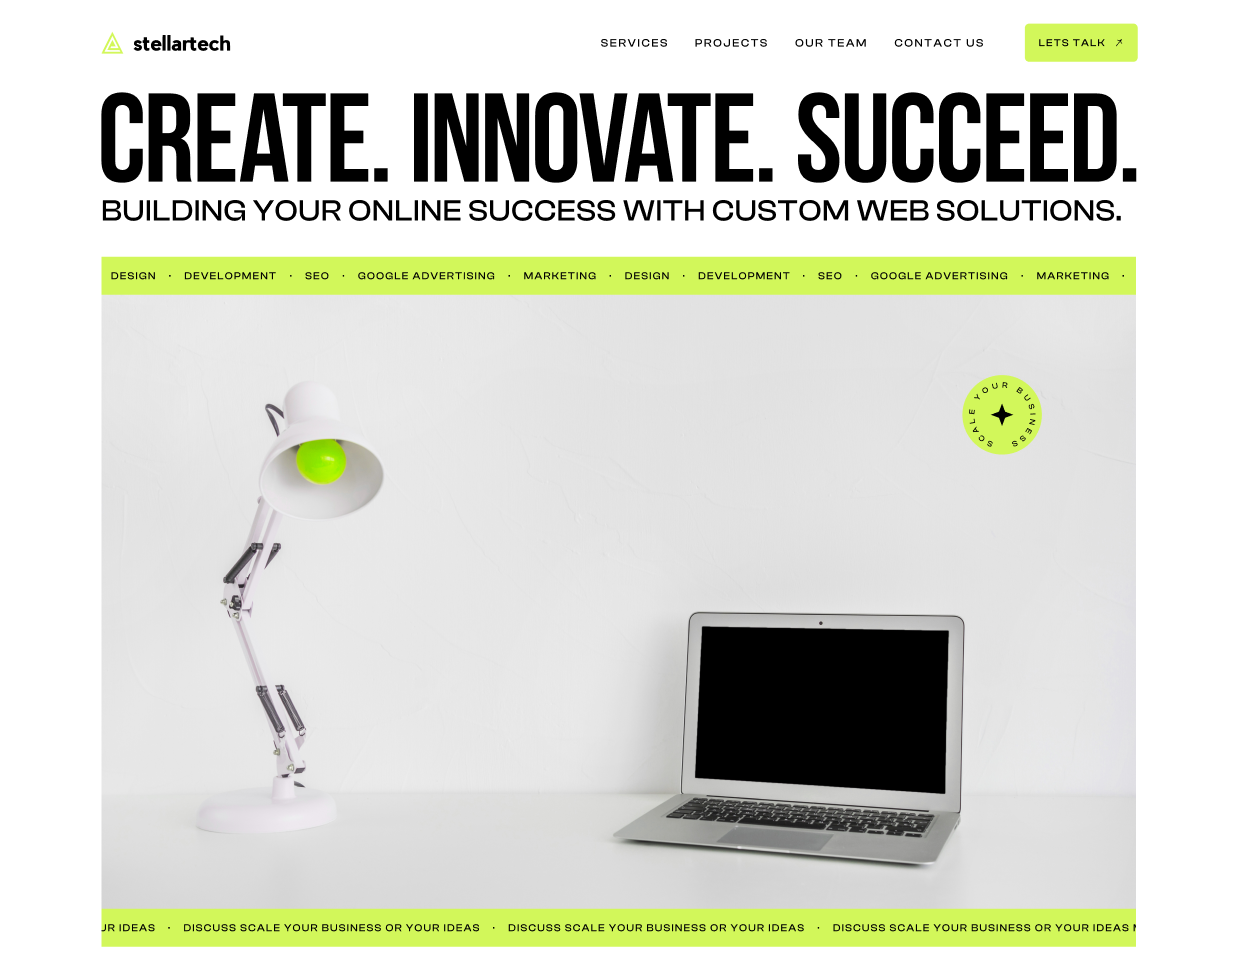 stellartech
SERVICES PROJECTS OUR TEAM CONTACT US LETS TALK
CREATE. INNOVATE. SUCCEED.
BUILDING YOUR ONLINE SUCCESS WITH CUSTOM WEB SOLUTIONS.
DESIGN · DEVELOPMENT · SEO · GOOGLE ADVERTISING · MARKETING · DESIGN · DEVELOPMENT · SEO · GOOGLE ADVERTISING · MARKETING ·
SCALE YOUR BUSINESS
UR IDEAS · DISCUSS SCALE YOUR BUSINESS OR YOUR IDEAS · DISCUSS SCALE YOUR BUSINESS OR YOUR IDEAS · DISCUSS SCALE YOUR BUSINESS OR YOUR IDEAS